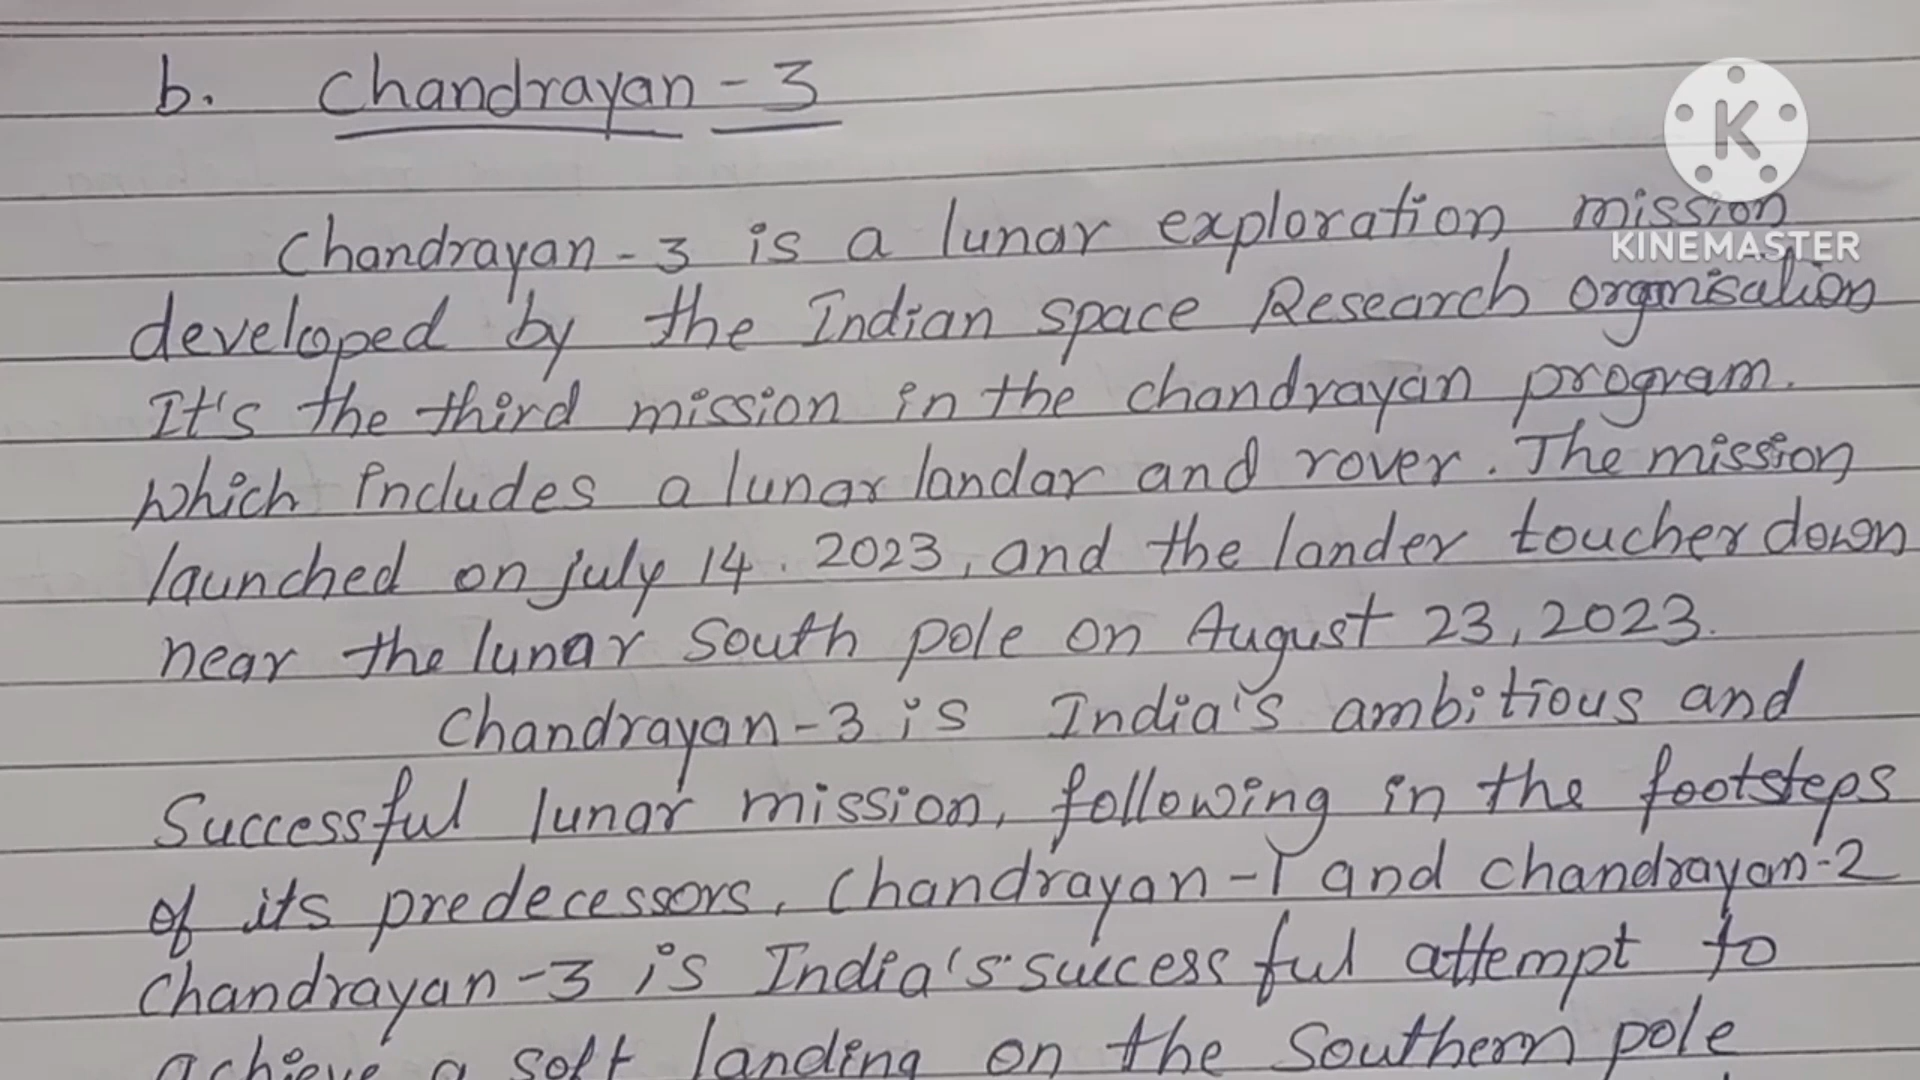 b. Chandrayan - 3
Chandrayan - 3 is a lunar exploration mission
KINEMASTER
developed by the Indian space Research orgnisation
It's the third mission in the chandrayan program.
which includes a lunar landar and rover. The mission
launched on july 14. 2023, and the lander toucher down
near the lunar South pole on August 23, 2023.
Chandrayan - 3 is India's ambitious and
Successful lunar mission, following in the footsteps
of its predecessors, Chandrayan - 1 and chandrayan - 2
Chandrayan - 3 is India's successful attempt to
achieve a soft landing on the Southern pole